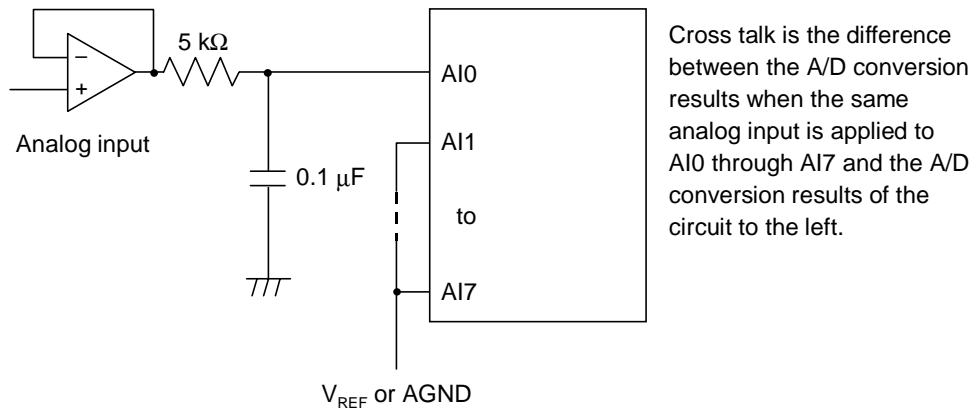 5 kΩ
−
+
Analog input
0.1 μF
AI0
AI1
to
AI7
VREF or AGND
Cross talk is the difference
between the A/D conversion
results when the same
analog input is applied to
AI0 through AI7 and the A/D
conversion results of the
circuit to the left.